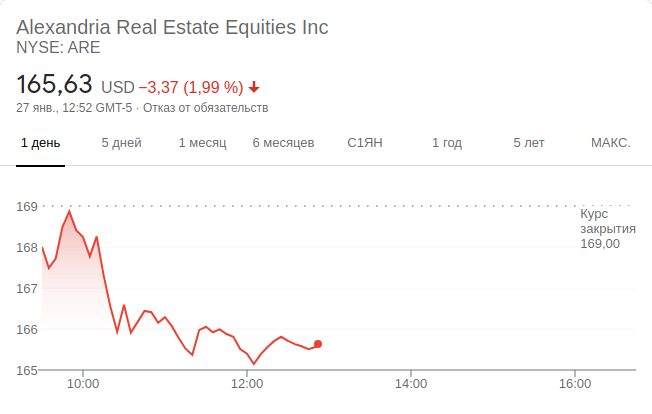 Alexandria Real Estate Equities Inc
NYSE: ARE
165,63 USD −3,37 (1,99 %)
27 янв., 12:52 GMT-5 · Отказ от обязательств
1 день 5 дней 1 месяц 6 месяцев С1ЯН 1 год 5 лет МАКС.
169
Курс
закрытия
169,00
168
167
166
165
10:00 12:00 14:00 16:00